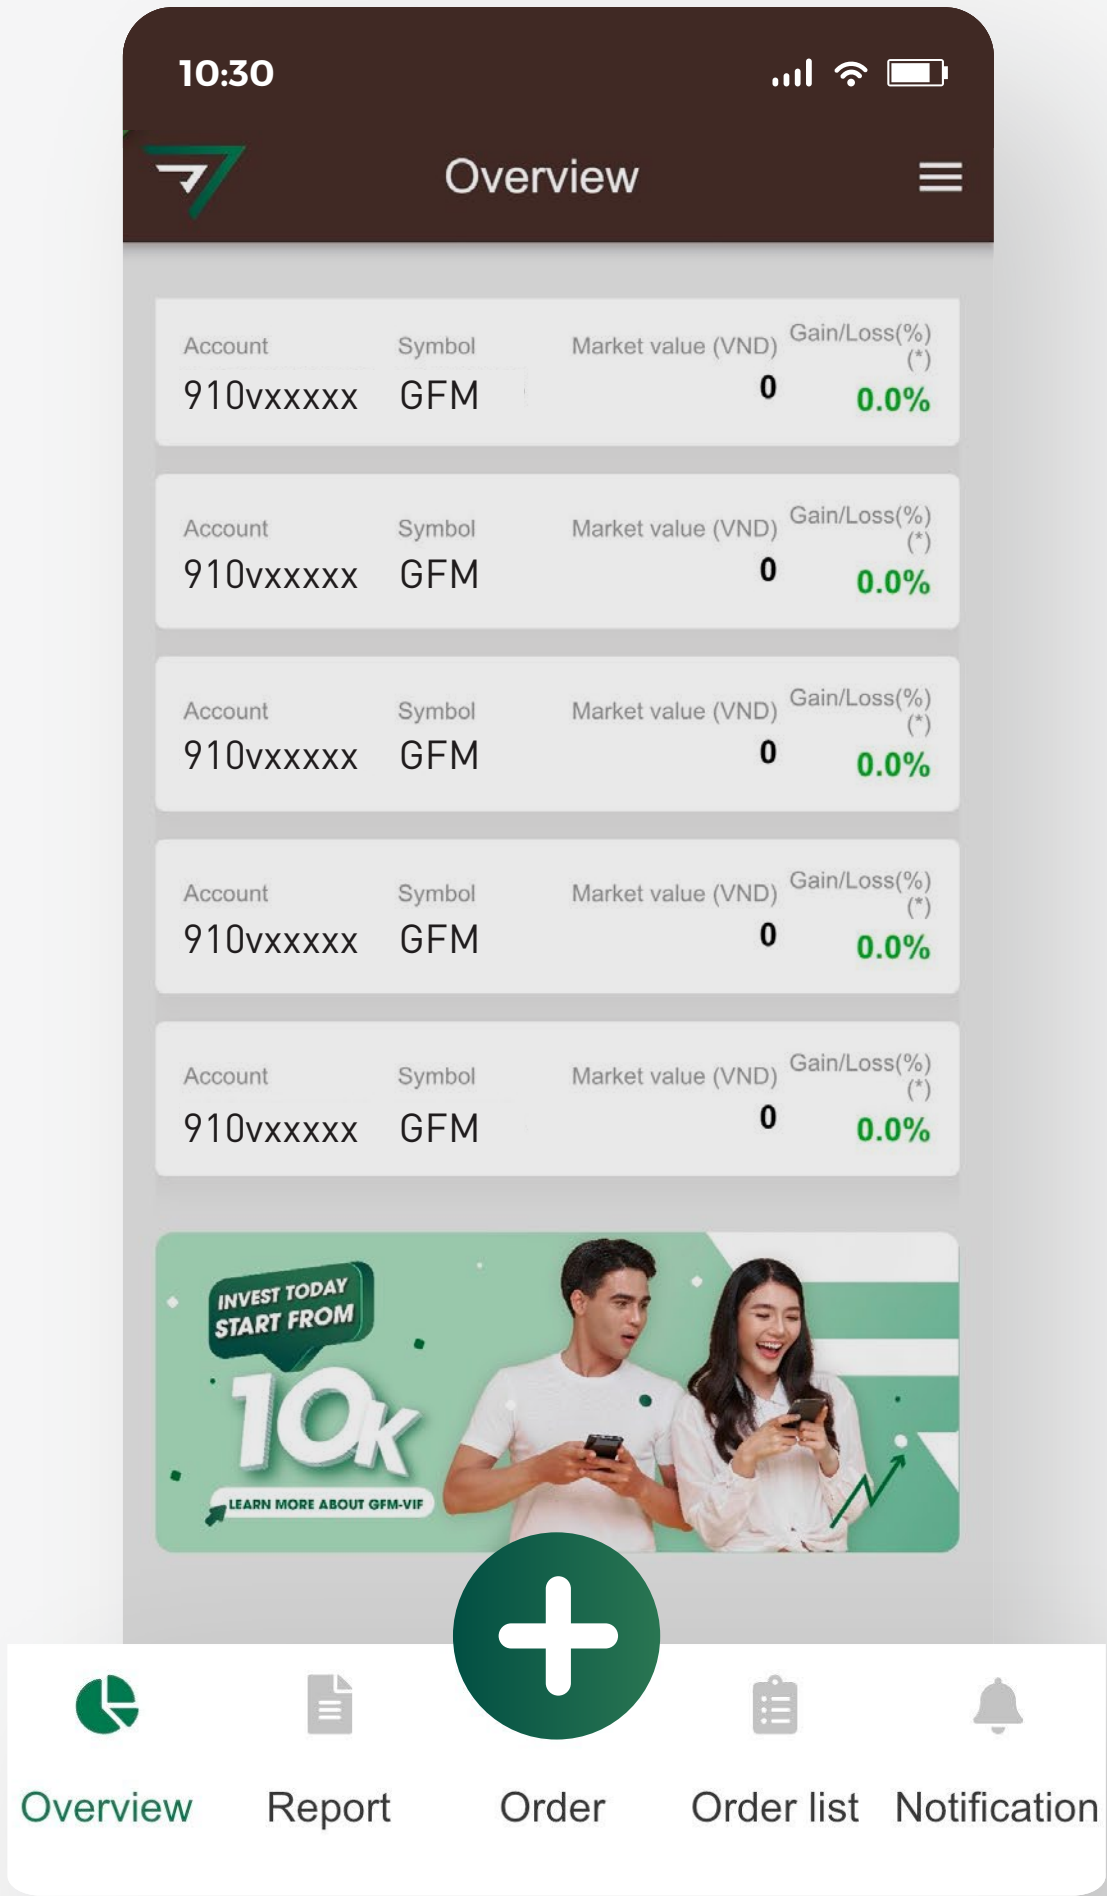 10:30
Overview
Account Symbol Market value (VND) Gain/Loss(%)
(*)
910vxxxxx GFM 0 0.0%
Account Symbol Market value (VND) Gain/Loss(%)
(*)
910vxxxxx GFM 0 0.0%
Account Symbol Market value (VND) Gain/Loss(%)
(*)
910vxxxxx GFM 0 0.0%
Account Symbol Market value (VND) Gain/Loss(%)
(*)
910vxxxxx GFM 0 0.0%
Account Symbol Market value (VND) Gain/Loss(%)
(*)
910vxxxxx GFM 0 0.0%
INVEST TODAY
START FROM
10K
LEARN MORE ABOUT GFM-VIF
Overview Report Order Order list Notification